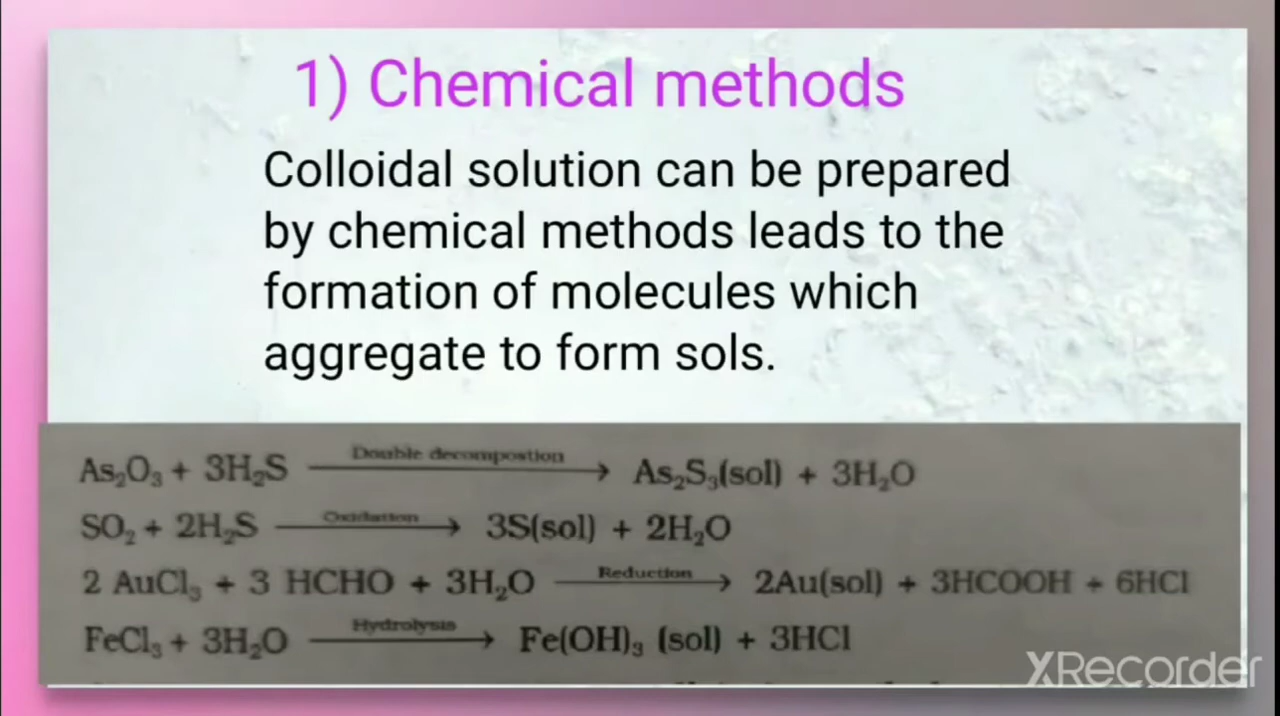 1) Chemical methods
Colloidal solution can be prepared
by chemical methods leads to the
formation of molecules which
aggregate to form sols.
As₂O₃ + 3H₂S Double decompostion → As₂S₃(sol) + 3H₂O
SO₂ + 2H₂S Oxidation → 3S(sol) + 2H₂O
2 AuCl₃ + 3 HCHO + 3H₂O Reduction → 2Au(sol) + 3HCOOH + 6HCl
FeCl₃ + 3H₂O Hydrolysis → Fe(OH)₃ (sol) + 3HCl
XRecorder